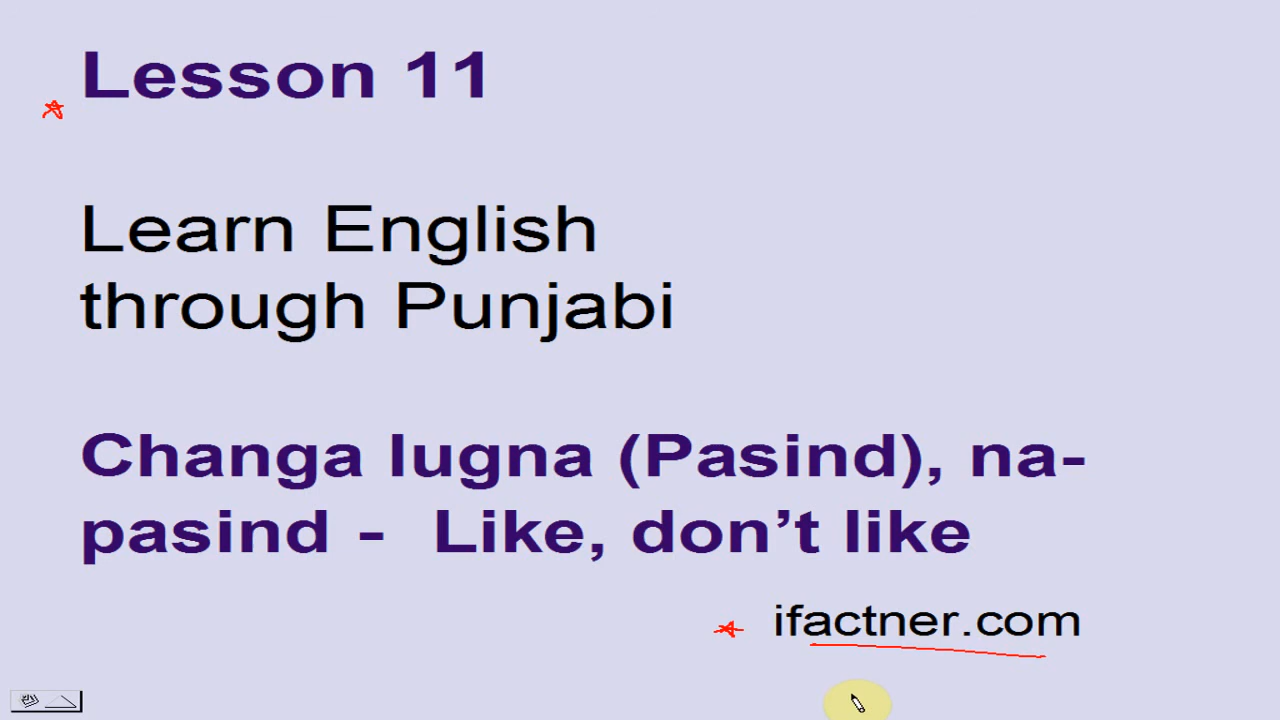 Lesson 11
Learn English
through Punjabi
Changa lugna (Pasind), na-
pasind - Like, don’t like
ifactner.com